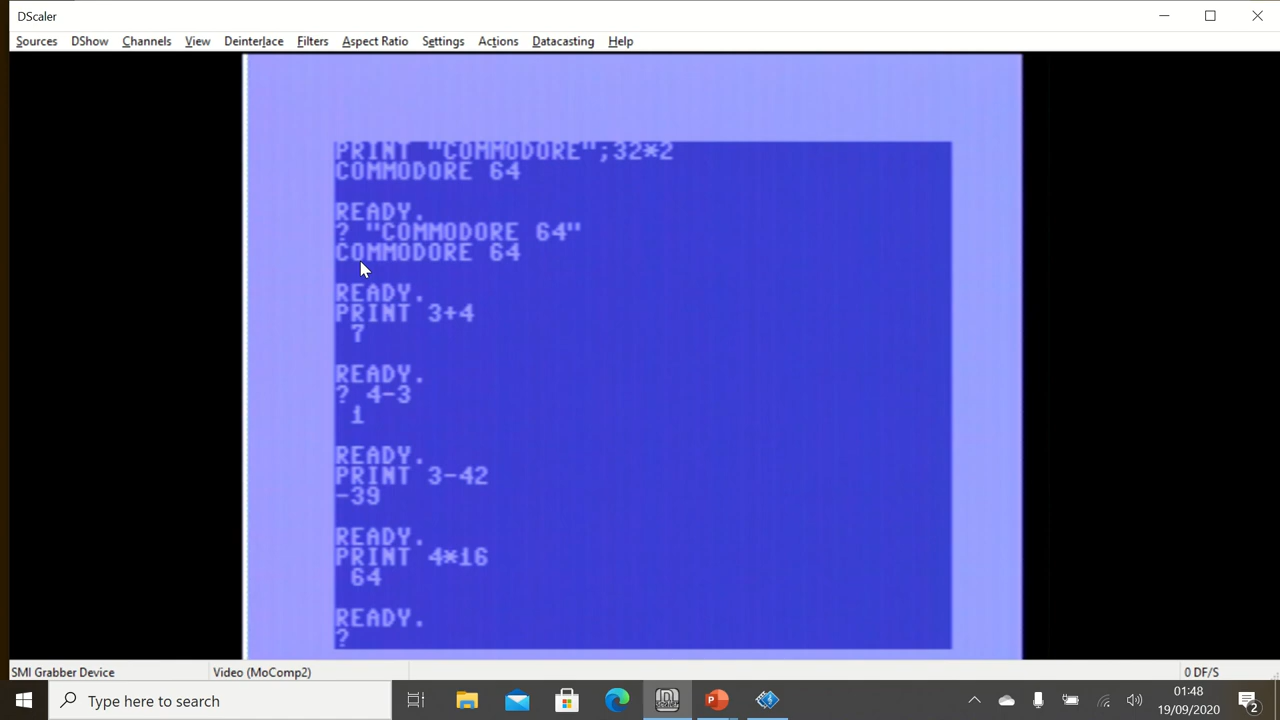 DScaler
Sources DShow Channels View Deinterlace Filters Aspect Ratio Settings Actions Datacasting Help
PRINT "COMMODORE";32*2
COMMODORE 64
READY.
? "COMMODORE 64"
COMMODORE 64
READY.
PRINT 3+4
7
READY.
? 4-3
1
READY.
PRINT 3-42
-39
READY.
PRINT 4*16
64
READY.
?
SMI Grabber Device Video (MoComp2) 0 DF/S
Type here to search
01:48
19/09/2020
2